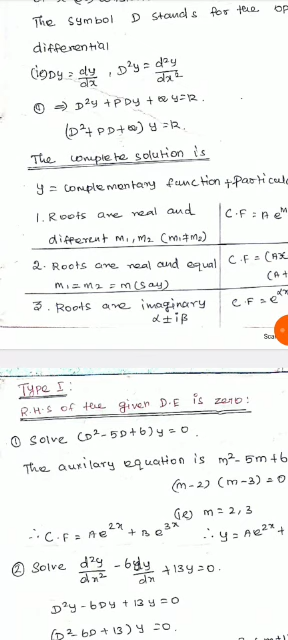 The symbol D stands for the op
differential
(ie) Dy = dy/dx , D²y = d²y/dx²
① ⇒ D²y + PDy + Qy = R.
(D² + PD + Q) y = R.
The complete solution is
y = complementary function + Particul
1. Roots are real and different m₁, m₂ (m₁≠m₂) | C.F = A e^m
2. Roots are real and equal m₁ = m₂ = m (say) | C.F = (Ax (A +
3. Roots are imaginary α ± iβ | C.F = e^αx
Sca
Type I:
R.H.S of the given D.E is zero:
① Solve (D² - 5D + 6) y = 0.
The auxilary equation is m² - 5m + 6
(m-2) (m-3) = 0
(ie) m = 2, 3
∴ C.F = Ae^2x + B e^3x ∴ y = Ae^2x +
② Solve d²y/dx² - 6 dy/dx + 13y = 0.
D²y - 6Dy + 13y = 0
(D² 6D + 13) y = 0.